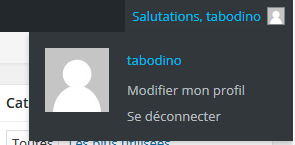 Salutations, tabodino
tabodino
Modifier mon profil
Se déconnecter
Cat
Toutes Les plus utilisées